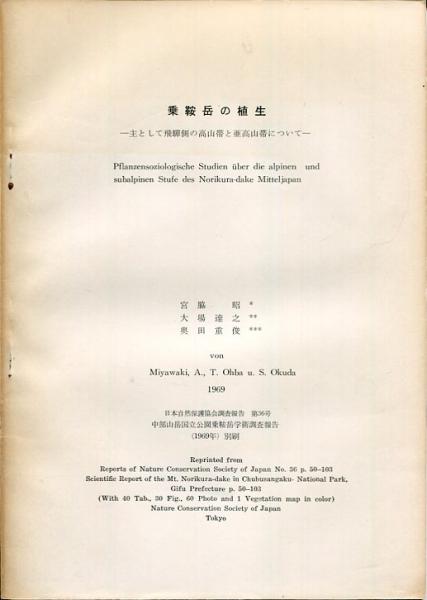 乗鞍岳の植生
―主として飛驒側の高山帯と亜高山帯について―
Pflanzensoziologische Studien über die alpinen und
subalpinen Stufe des Norikura-dake Mitteljapan
宮脇 昭 *
大場達之 **
奥田重俊 ***
von
Miyawaki, A., T. Ohba u. S. Okuda
1969
日本自然保護協会調査報告 第36号
中部山岳国立公園乗鞍岳学術調査報告
(1969年) 別刷
Reprinted from
Reports of Nature Conservation Society of Japan No. 36 p. 50-103
Scientific Report of the Mt. Norikura-dake in Chubusangaku- National Park,
Gifu Prefecture p. 50-103
(With 40 Tab., 30 Fig., 60 Photo and 1 Vegetation map in color)
Nature Conservation Society of Japan
Tokyo